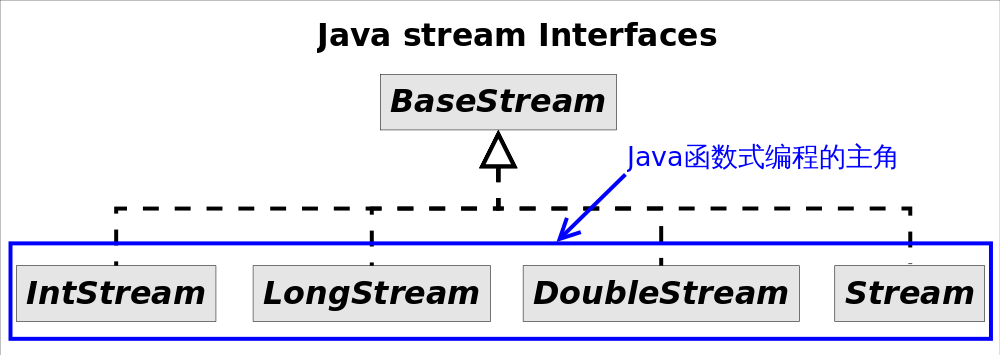 Java stream Interfaces
BaseStream
Java函数式编程的主角
IntStream
LongStream
DoubleStream
Stream